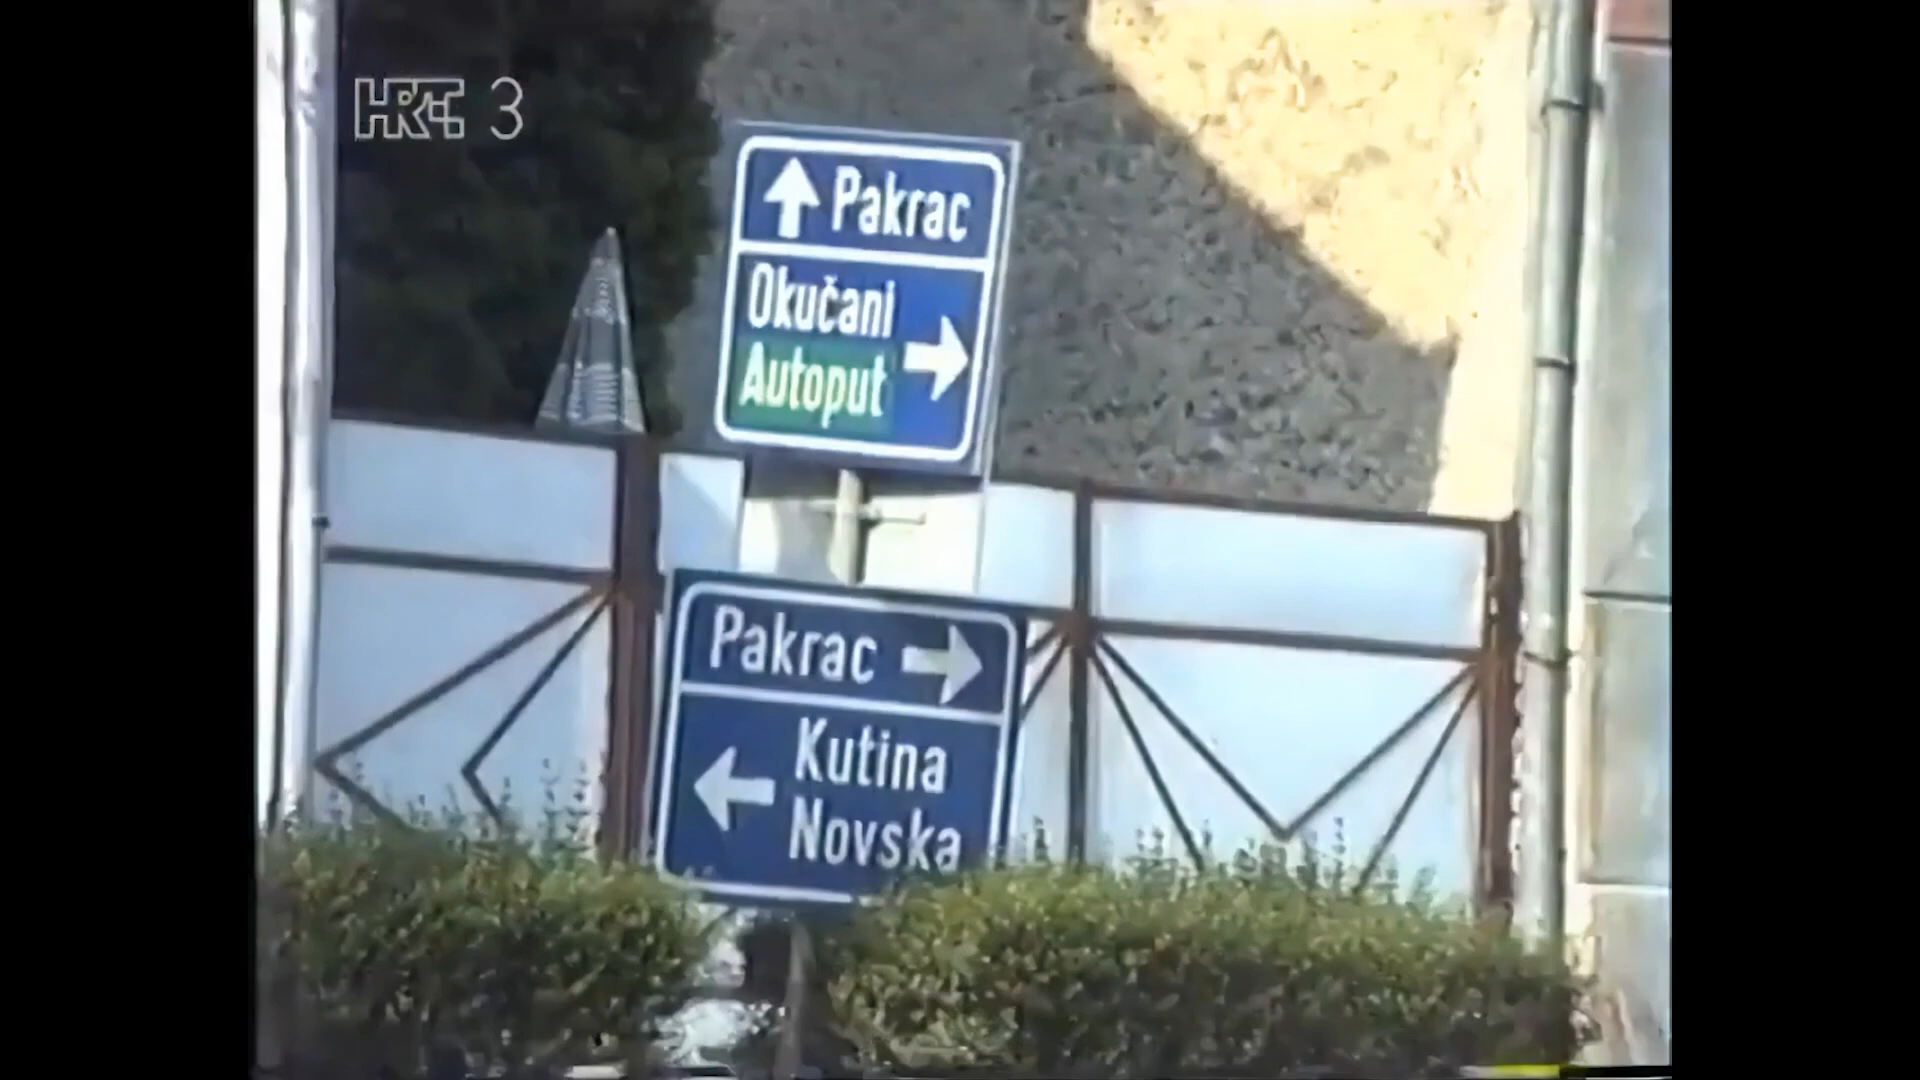 HRT 3
Pakrac
Okučani
Autoput
Pakrac
Kutina
Novska